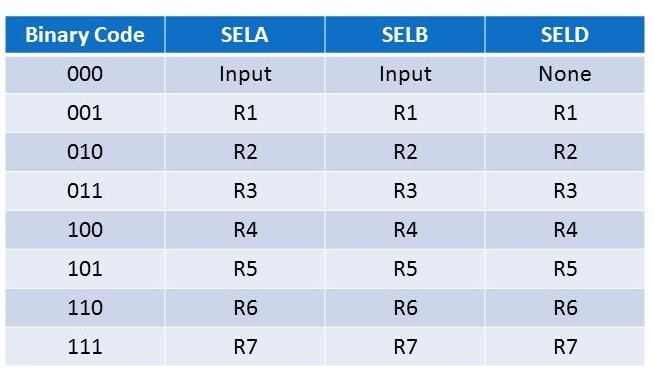 Binary Code SELA SELB SELD
000 Input Input None
001 R1 R1 R1
010 R2 R2 R2
011 R3 R3 R3
100 R4 R4 R4
101 R5 R5 R5
110 R6 R6 R6
111 R7 R7 R7